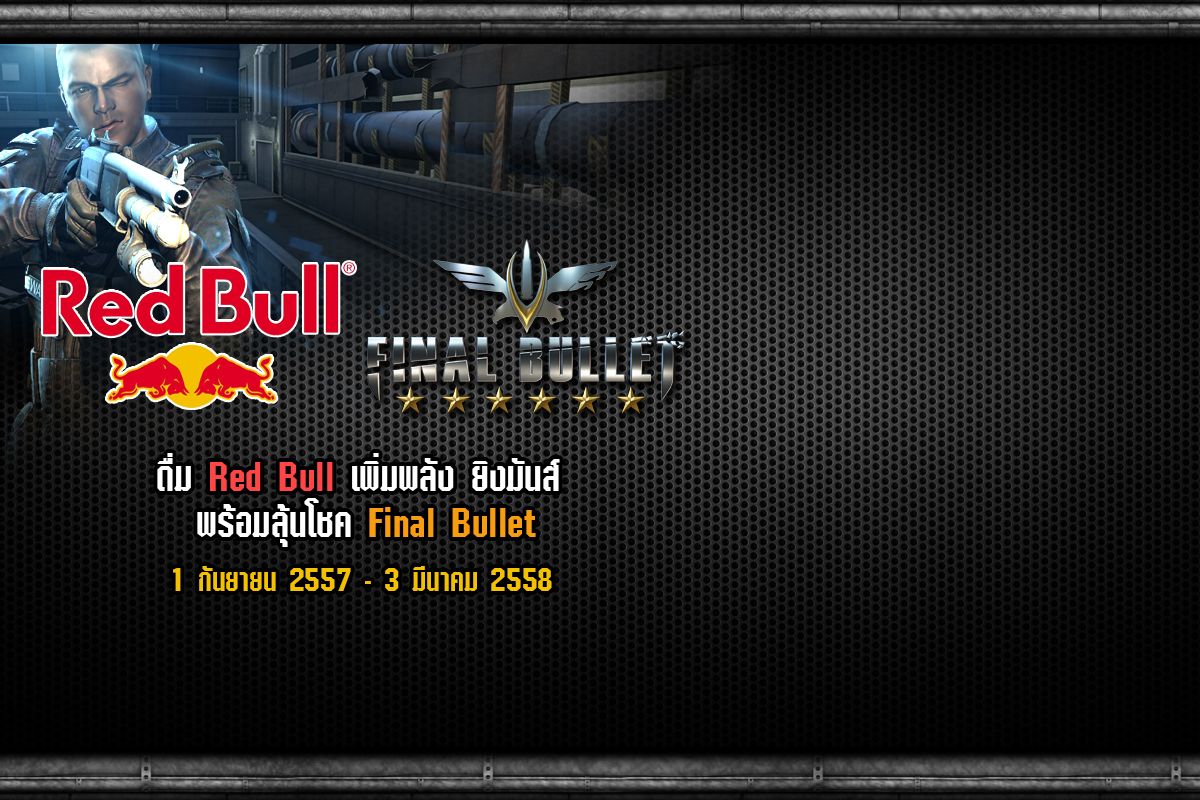 Red Bull®
FINAL BULLET
ดื่ม Red Bull เพิ่มพลัง ยิงมันส์
พร้อมลุ้นโชค Final Bullet
1 กันยายน 2557 - 3 มีนาคม 2558